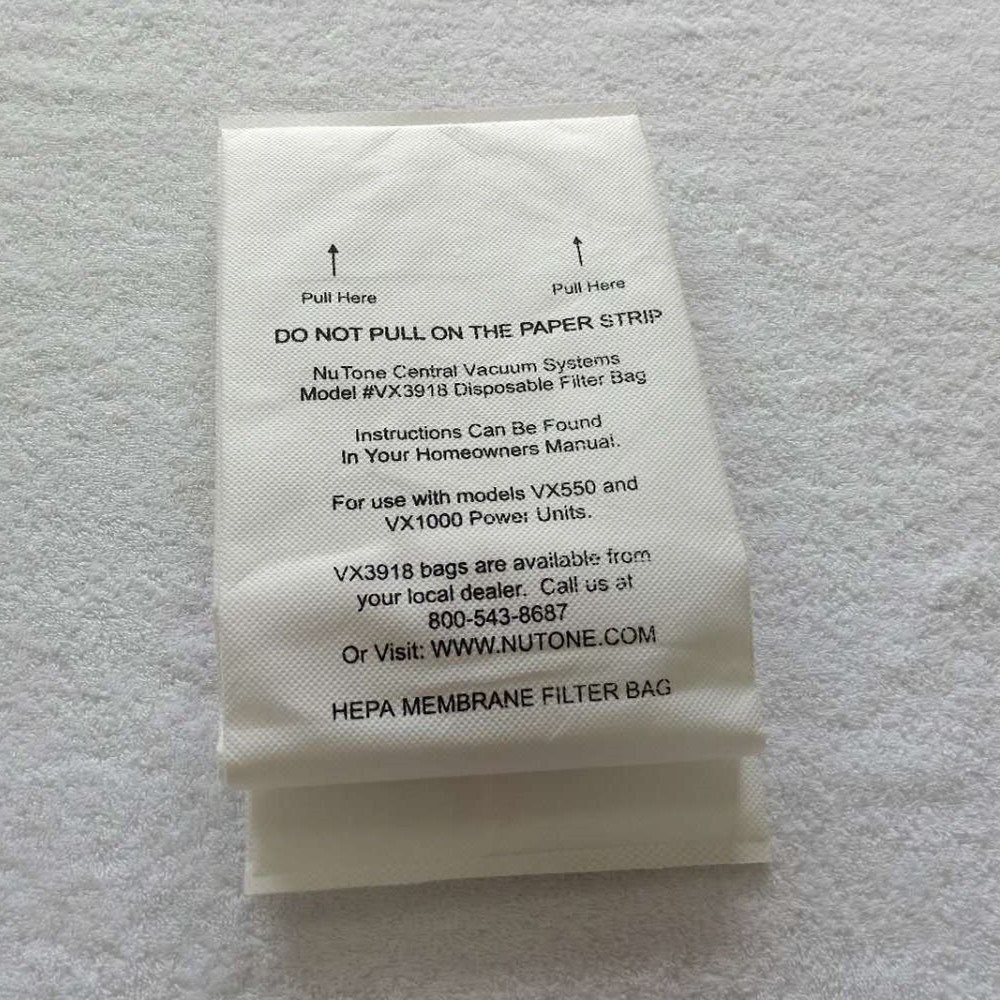 Pull Here Pull Here
DO NOT PULL ON THE PAPER STRIP
NuTone Central Vacuum Systems
Model #VX3918 Disposable Filter Bag
Instructions Can Be Found
In Your Homeowners Manual.
For use with models VX550 and
VX1000 Power Units.
VX3918 bags are available from
your local dealer. Call us at
800-543-8687
Or Visit: WWW.NUTONE.COM
HEPA MEMBRANE FILTER BAG